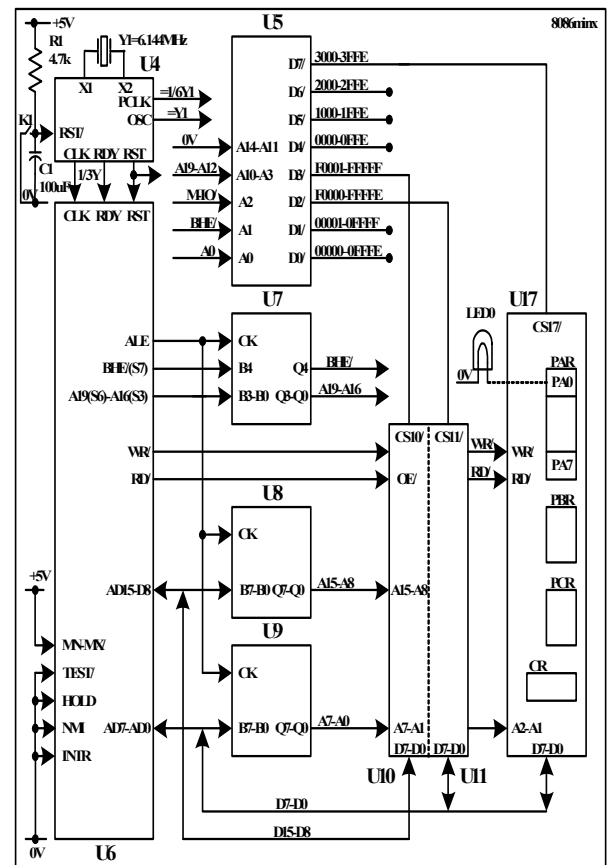 +5V
Y1=6.144MHz
U5
8086minx
R1
4.7k
U4
X1 X2
PCLK
=1/6Y1
OSC
=Y1
K1
RST/
CLK RDY RST
C1
100uF
1/3Y
0V
CLK RDY RST
D7/
3000-3FFE
D6/
2000-2FFE
D5/
1000-1FFE
0V
A14-A11
D4/
0000-0FFE
A19-A12
A10-A3
D3/
F0001-FFFFF
M-IO/
A2
D2/
F0000-FFFFE
BHE/
A1
D1/
00001-0FFFF
A0
A0
D0/
00000-0FFFE
U7
LED0
U17
CS17/
ALE
CK
BHE/(S7)
B4
Q4
BHE/
0V
PAR
PA0
A19(S6)-A16(S3)
B3-B0 Q3-Q0
A19-A16
CS10/ CS11/
WR/
WR/
WR/
PA7
RD/
OE/
RD/
RD/
U8
PBR
CK
+5V
AD15-D8
B7-B0 Q7-Q0
A15-A8
A15-A8
PCR
U9
MN-MX/
TEST/
CK
CR
HOLD
NMI
AD7-AD0
B7-B0 Q7-Q0
A7-A0
A7-A1
A2-A1
INTR
D7-D0 D7-D0
D7-D0
U10 U11
D7-D0
D15-D8
0V
U6